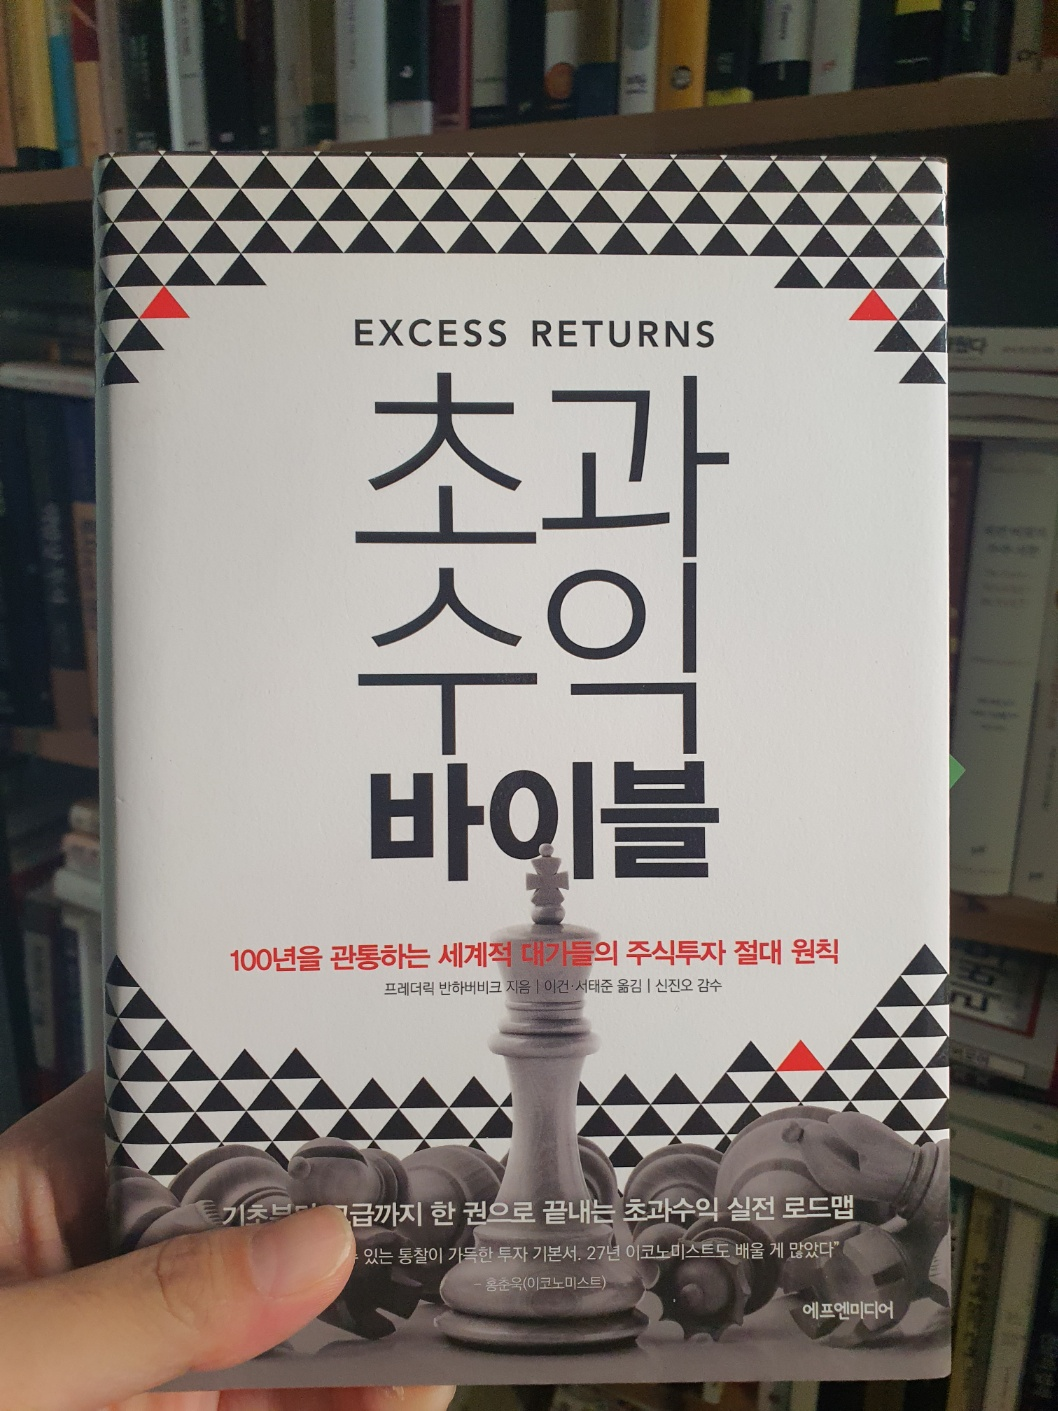 EXCESS RETURNS
초과
수익
바이블
100년을 관통하는 세계적 대가들의 주식투자 절대 원칙
프레더릭 반하버비크 지음 | 이건·서태준 옮김 | 신진오 감수
한 권으로 끝내는 초과수익 실전 로드맵
있는 통찰이 가득한 투자 기본서. 27년 이코노미스트도 배울 게 많았다”
- 홍춘욱(이코노미스트)
에프엔미디어